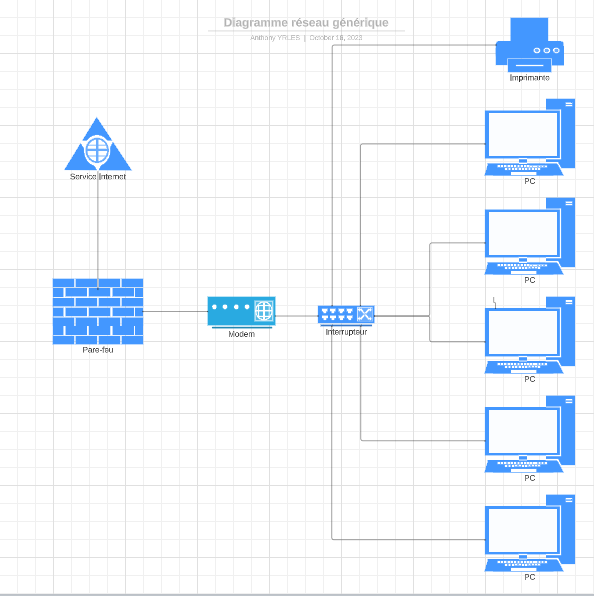 Diagramme réseau générique
Anthony YRLES | October 16, 2023
Imprimante
Service Internet
PC
PC
Pare-feu
Modem
Interrupteur
PC
PC
PC